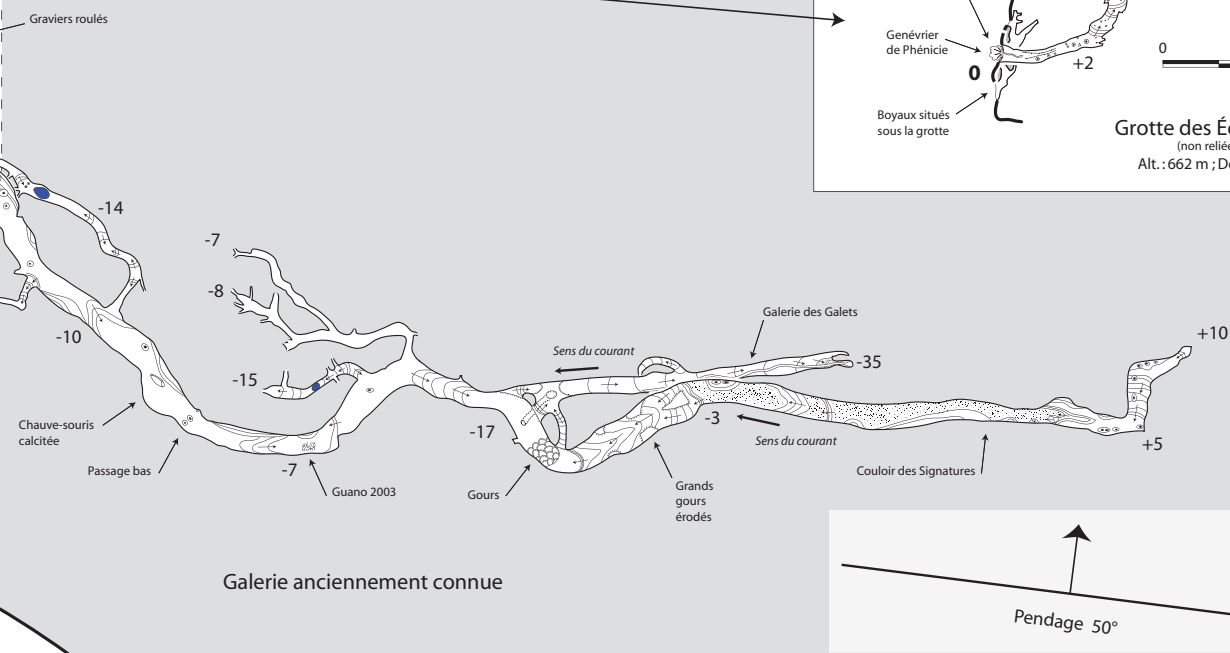 Graviers roulés
Genévrier
de Phénicie
0
+2
0
Boyaux situés
sous la grotte
Grotte des
(non
Alt.: 662 m ;
-14
-7
-8
-10
-15
Galerie des Galets
Sens du courant
-35
+10
-3
-17
Sens du courant
+5
Chauve-souris
calcitée
Passage bas
-7
Guano 2003
Gours
Grands
gours
érodés
Couloir des Signatures
Galerie anciennement connue
Pendage 50°